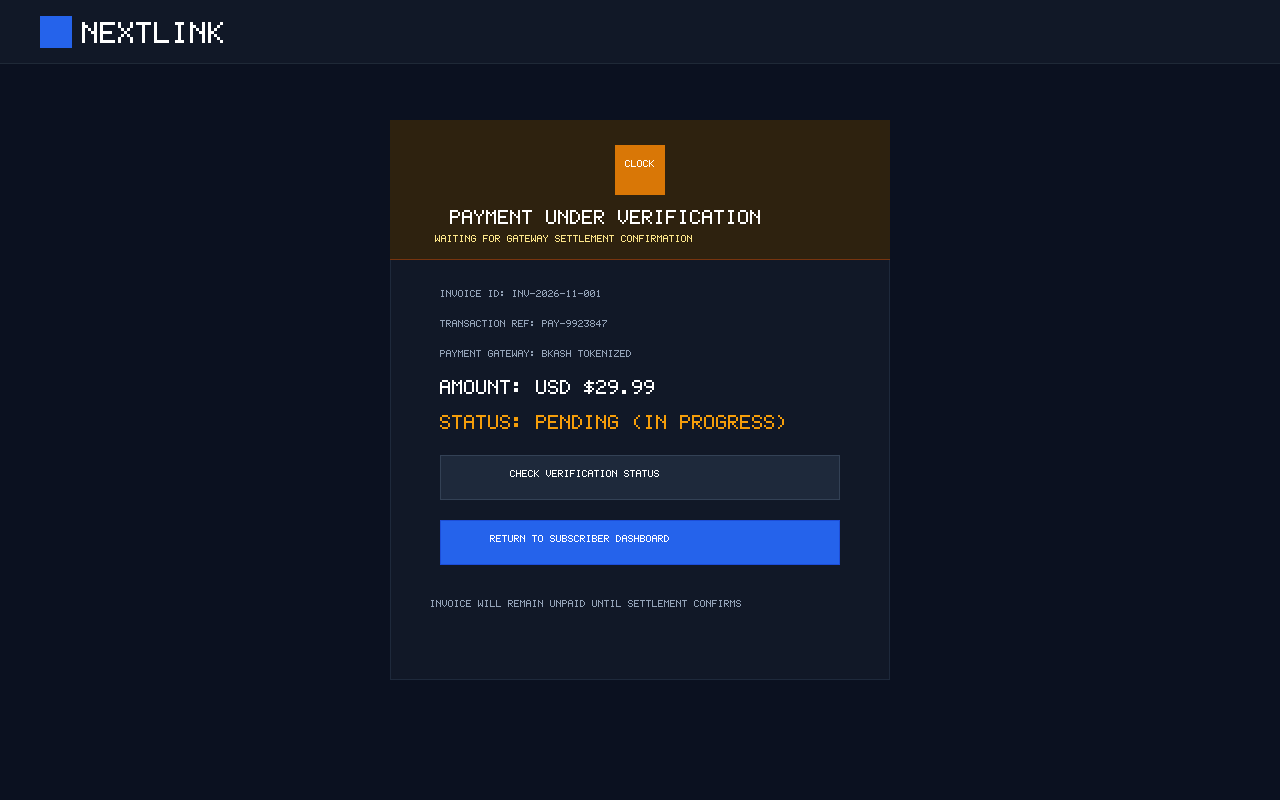 NEXTLINK
CLOCK
PAYMENT UNDER VERIFICATION
WAITING FOR GATEWAY SETTLEMENT CONFIRMATION
INVOICE ID: INV-2026-11-001
TRANSACTION REF: PAY-9923847
PAYMENT GATEWAY: BKASH TOKENIZED
AMOUNT: USD $29.99
STATUS: PENDING (IN PROGRESS)
CHECK VERIFICATION STATUS
RETURN TO SUBSCRIBER DASHBOARD
INVOICE WILL REMAIN UNPAID UNTIL SETTLEMENT CONFIRMS